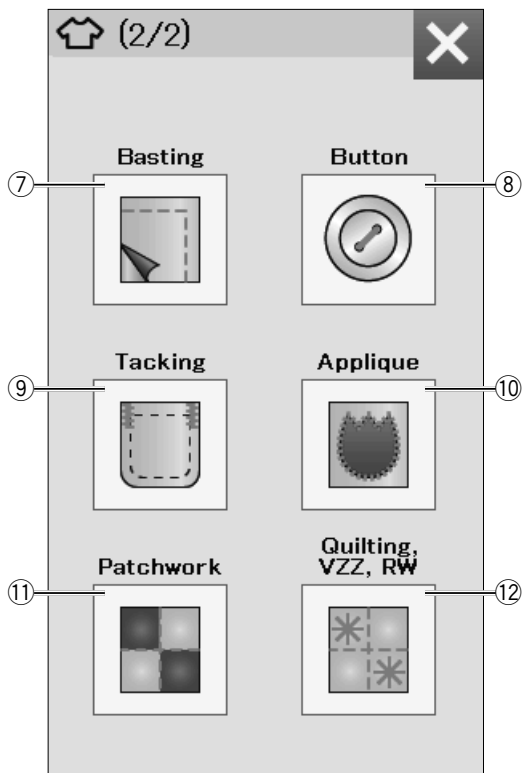 (2/2)
Basting
Button
⑦
⑧
Tacking
Applique
⑨
⑩
Patchwork
Quilting,
VZZ, RW
⑪
⑫